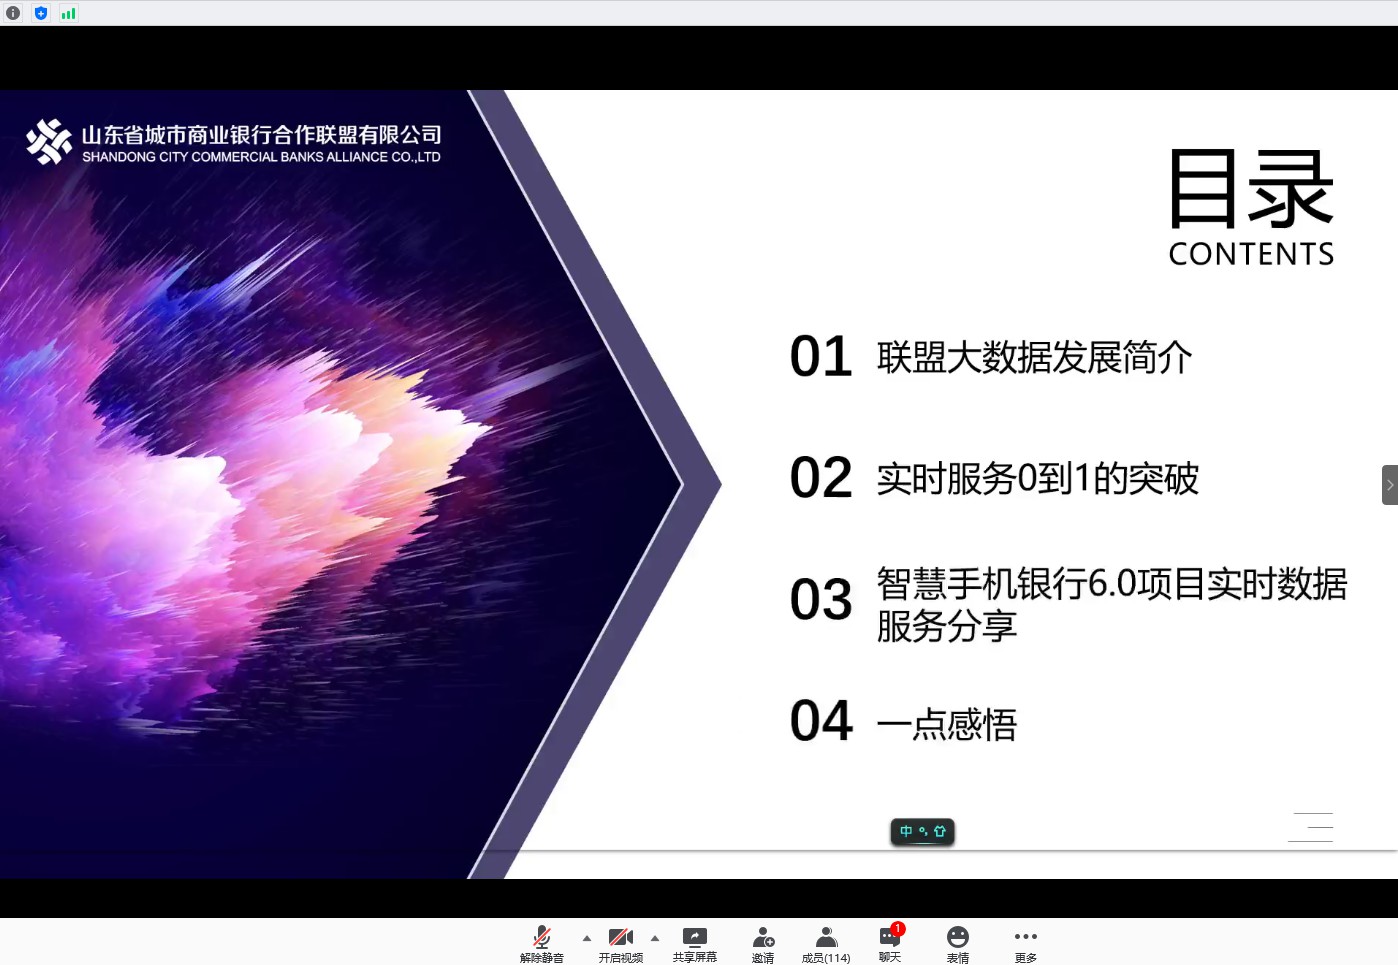 山东省城市商业银行合作联盟有限公司
SHANDONG CITY COMMERCIAL BANKS ALLIANCE CO.,LTD
目录
CONTENTS
01 联盟大数据发展简介
02 实时服务0到1的突破
03 智慧手机银行6.0项目实时数据
服务分享
04 一点感悟
中
解除静音 开启视频 共享屏幕 邀请 成员(114) 聊天 1 表情 更多